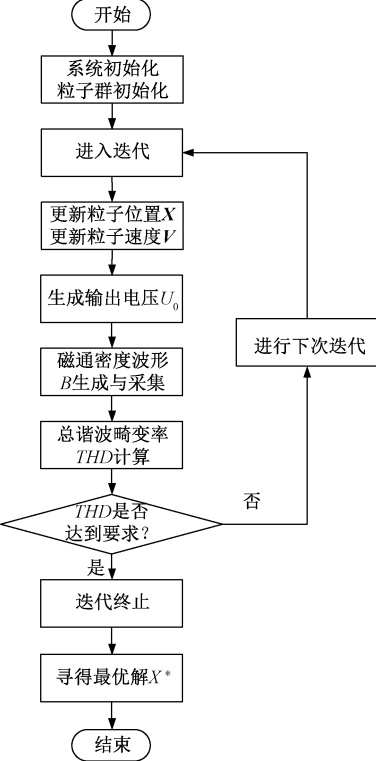 开始
系统初始化
粒子群初始化
进入迭代
更新粒子位置X
更新粒子速度V
生成输出电压U₀
进行下次迭代
磁通密度波形
B生成与采集
总谐波畸变率
THD计算
THD是否
达到要求?
否
是
迭代终止
寻得最优解X*
结束